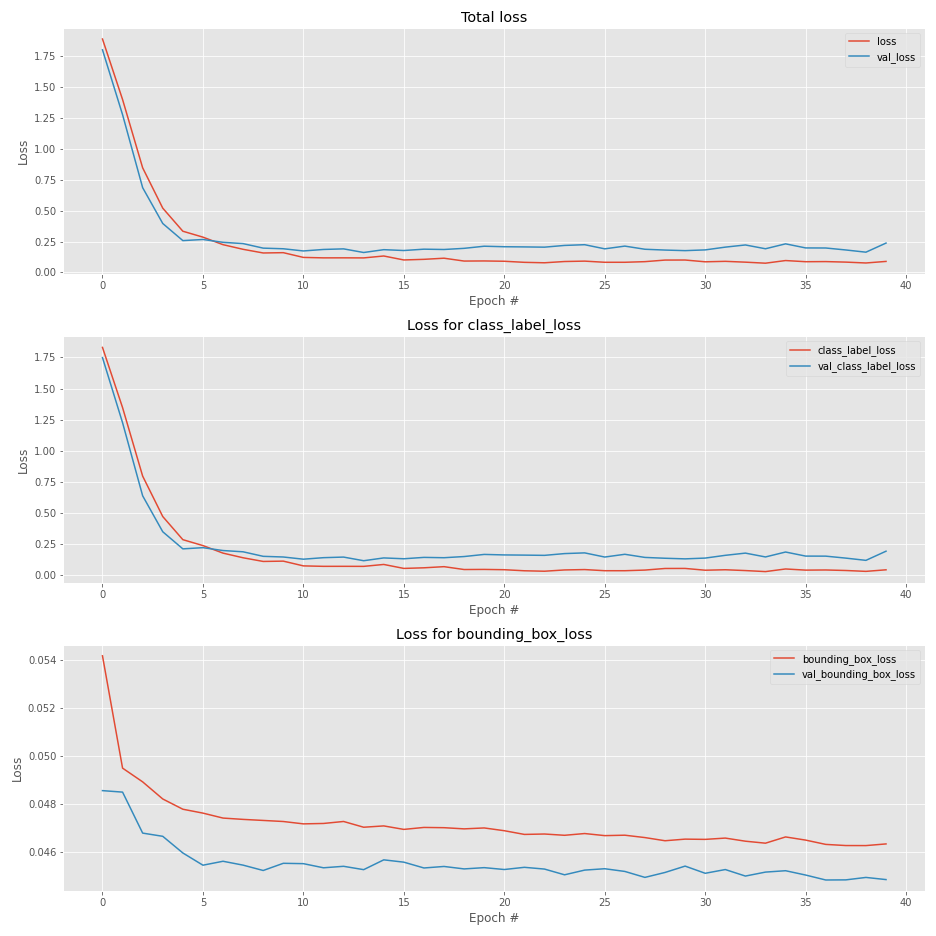 Total loss
loss
val_loss
1.75
1.50
1.25
1.00
0.75
0.50
0.25
0.00
Loss
0 5 10 15 20 25 30 35 40
Epoch #
Loss for class_label_loss
class_label_loss
val_class_label_loss
1.75
1.50
1.25
1.00
0.75
0.50
0.25
0.00
Loss
0 5 10 15 20 25 30 35 40
Epoch #
Loss for bounding_box_loss
bounding_box_loss
val_bounding_box_loss
0.054
0.052
0.050
0.048
0.046
Loss
0 5 10 15 20 25 30 35 40
Epoch #